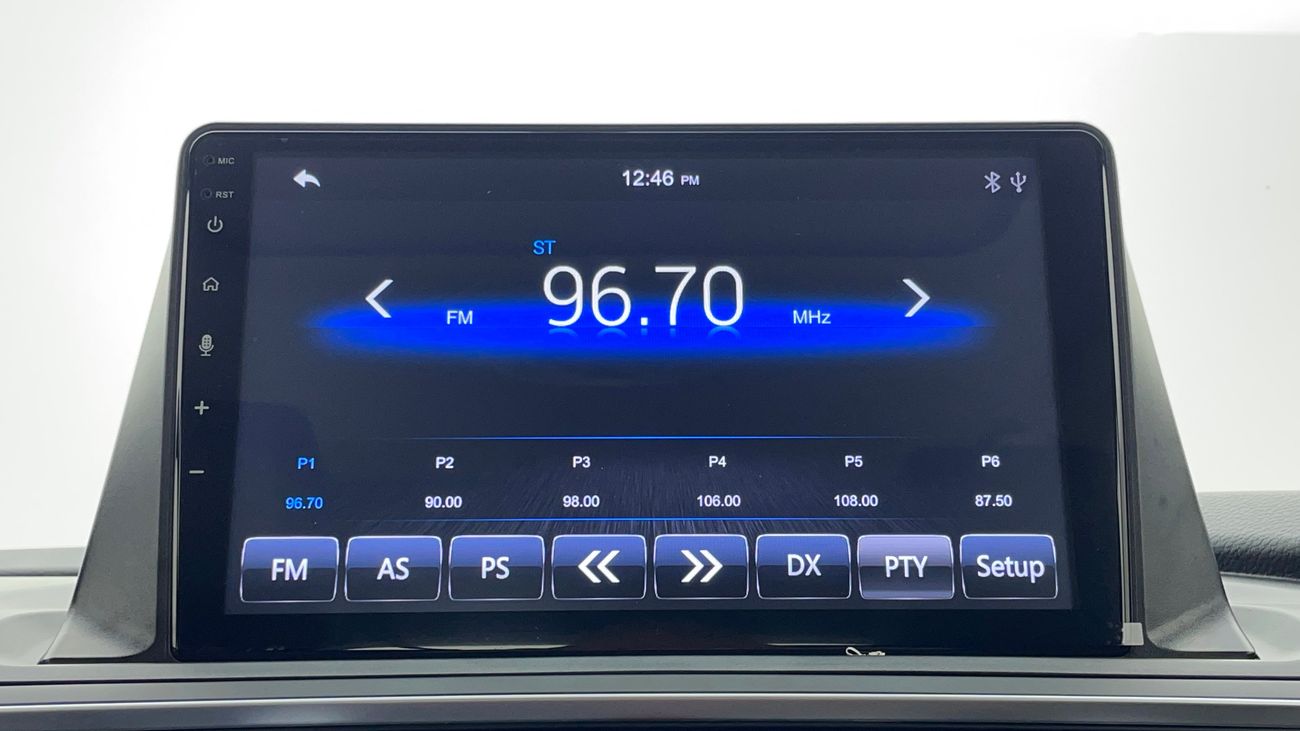 MIC
RST
12:46 PM
ST
FM 96.70 MHz
P1 P2 P3 P4 P5 P6
96.70 90.00 98.00 106.00 108.00 87.50
FM AS PS DX PTY Setup